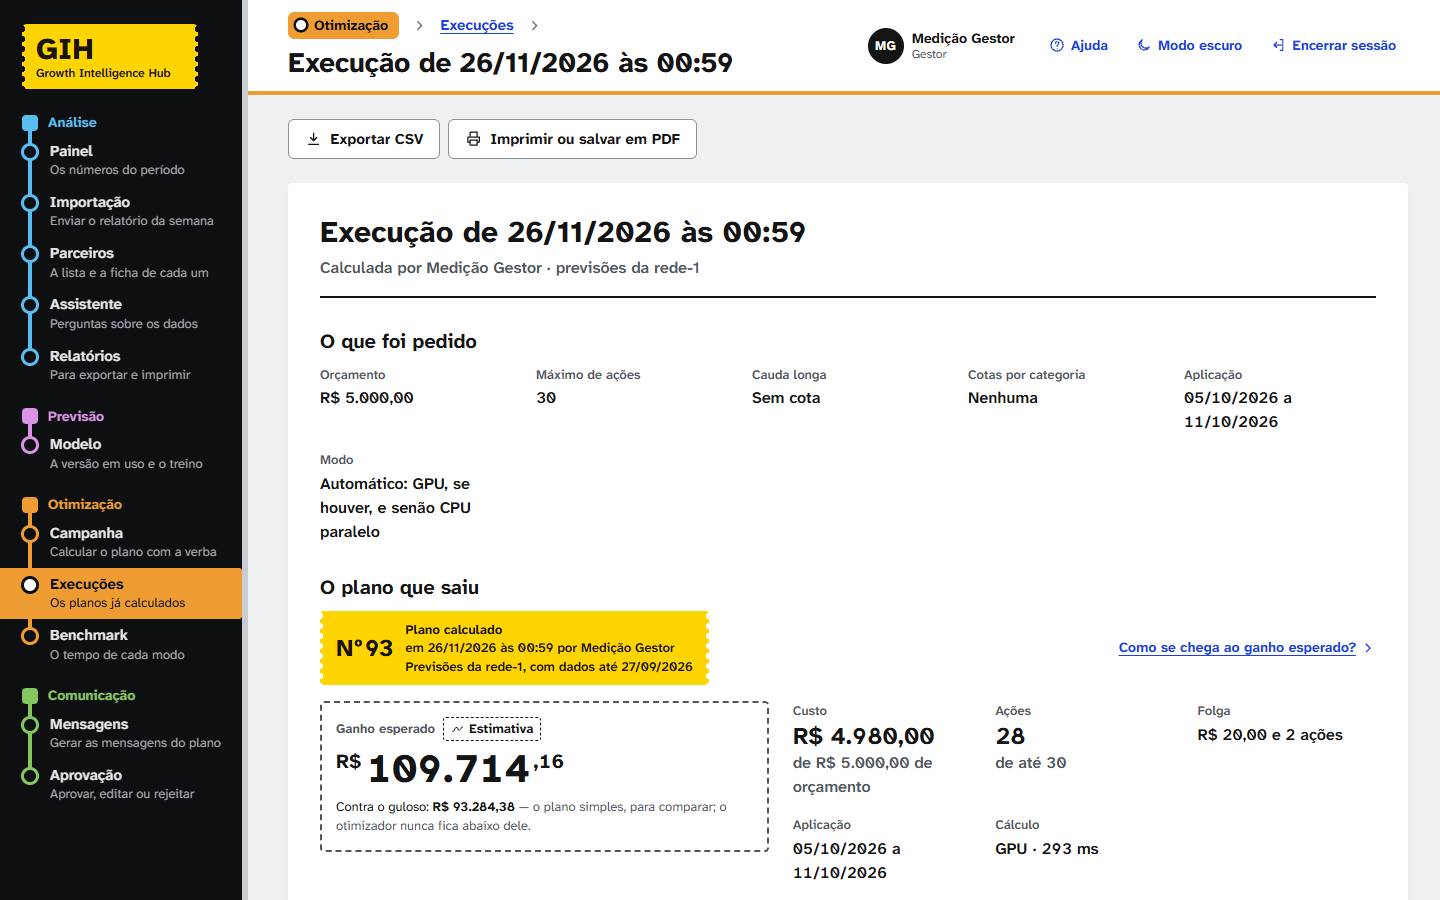 GIH
Growth Intelligence Hub
Análise
Painel
Os números do período
Importação
Enviar o relatório da semana
Parceiros
A lista e a ficha de cada um
Assistente
Perguntas sobre os dados
Relatórios
Para exportar e imprimir
Previsão
Modelo
A versão em uso e o treino
Otimização
Campanha
Calcular o plano com a verba
Execuções
Os planos já calculados
Benchmark
O tempo de cada modo
Comunicação
Mensagens
Gerar as mensagens do plano
Aprovação
Aprovar, editar ou rejeitar
Otimização > Execuções >
Execução de 26/11/2026 às 00:59
MG
Medição Gestor
Gestor
Ajuda
Modo escuro
Encerrar sessão
Exportar CSV
Imprimir ou salvar em PDF
Execução de 26/11/2026 às 00:59
Calculada por Medição Gestor · previsões da rede-1
O que foi pedido
Orçamento
R$ 5.000,00
Máximo de ações
30
Cauda longa
Sem cota
Cotas por categoria
Nenhuma
Aplicação
05/10/2026 a
11/10/2026
Modo
Automático: GPU, se
houver, e senão CPU
paralelo
O plano que saiu
Nº 93
Plano calculado
em 26/11/2026 às 00:59 por Medição Gestor
Previsões da rede-1, com dados até 27/09/2026
Como se chega ao ganho esperado?
Ganho esperado
Estimativa
R$ 109.714,16
Contra o guloso: R$ 93.284,38 — o plano simples, para comparar; o
otimizador nunca fica abaixo dele.
Custo
R$ 4.980,00
de R$ 5.000,00 de
orçamento
Ações
28
de até 30
Folga
R$ 20,00 e 2 ações
Aplicação
05/10/2026 a
11/10/2026
Cálculo
GPU · 293 ms